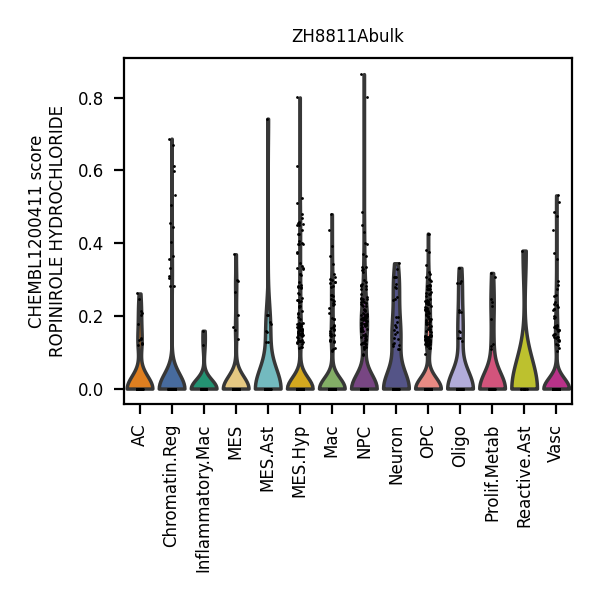 ZH8811Abulk
CHEMBL1200411 score
ROPINIROLE HYDROCHLORIDE
0.8
0.6
0.4
0.2
0.0
AC
Chromatin.Reg
Inflammatory.Mac
MES
MES.Ast
MES.Hyp
Mac
NPC
Neuron
OPC
Oligo
Prolif.Metab
Reactive.Ast
Vasc